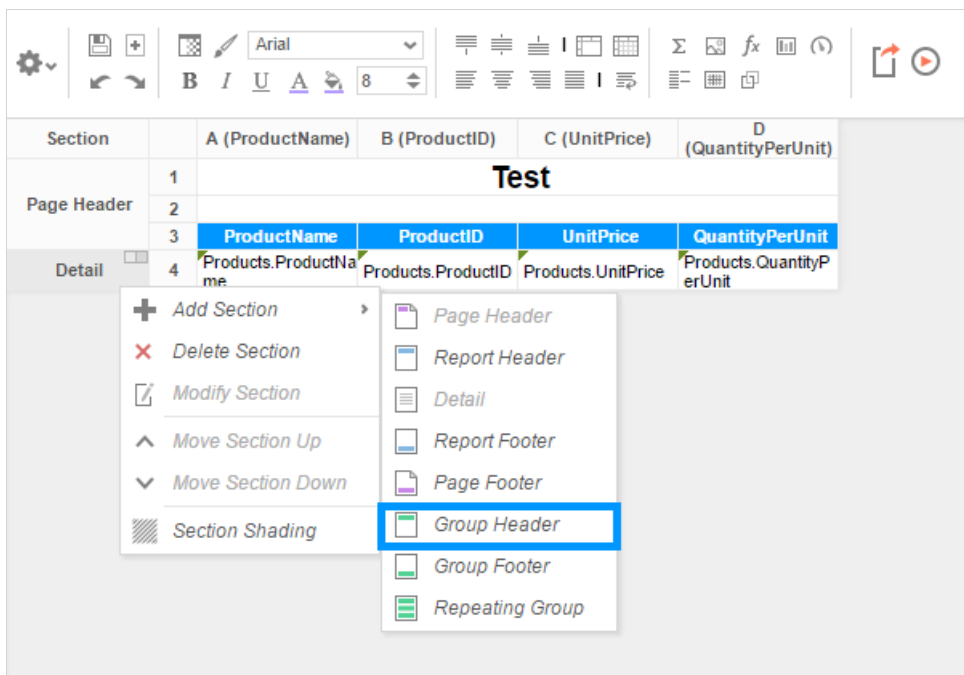 Arial
B I U A 8
Σ fx
Section A (ProductName) B (ProductID) C (UnitPrice) D
(QuantityPerUnit)
Page Header 1 Test
2
3 ProductName ProductID UnitPrice QuantityPerUnit
Detail 4 Products.ProductNa Products.ProductID Products.UnitPrice Products.QuantityP
me erUnit
Add Section
Delete Section
Modify Section
Move Section Up
Move Section Down
Section Shading
Page Header
Report Header
Detail
Report Footer
Page Footer
Group Header
Group Footer
Repeating Group